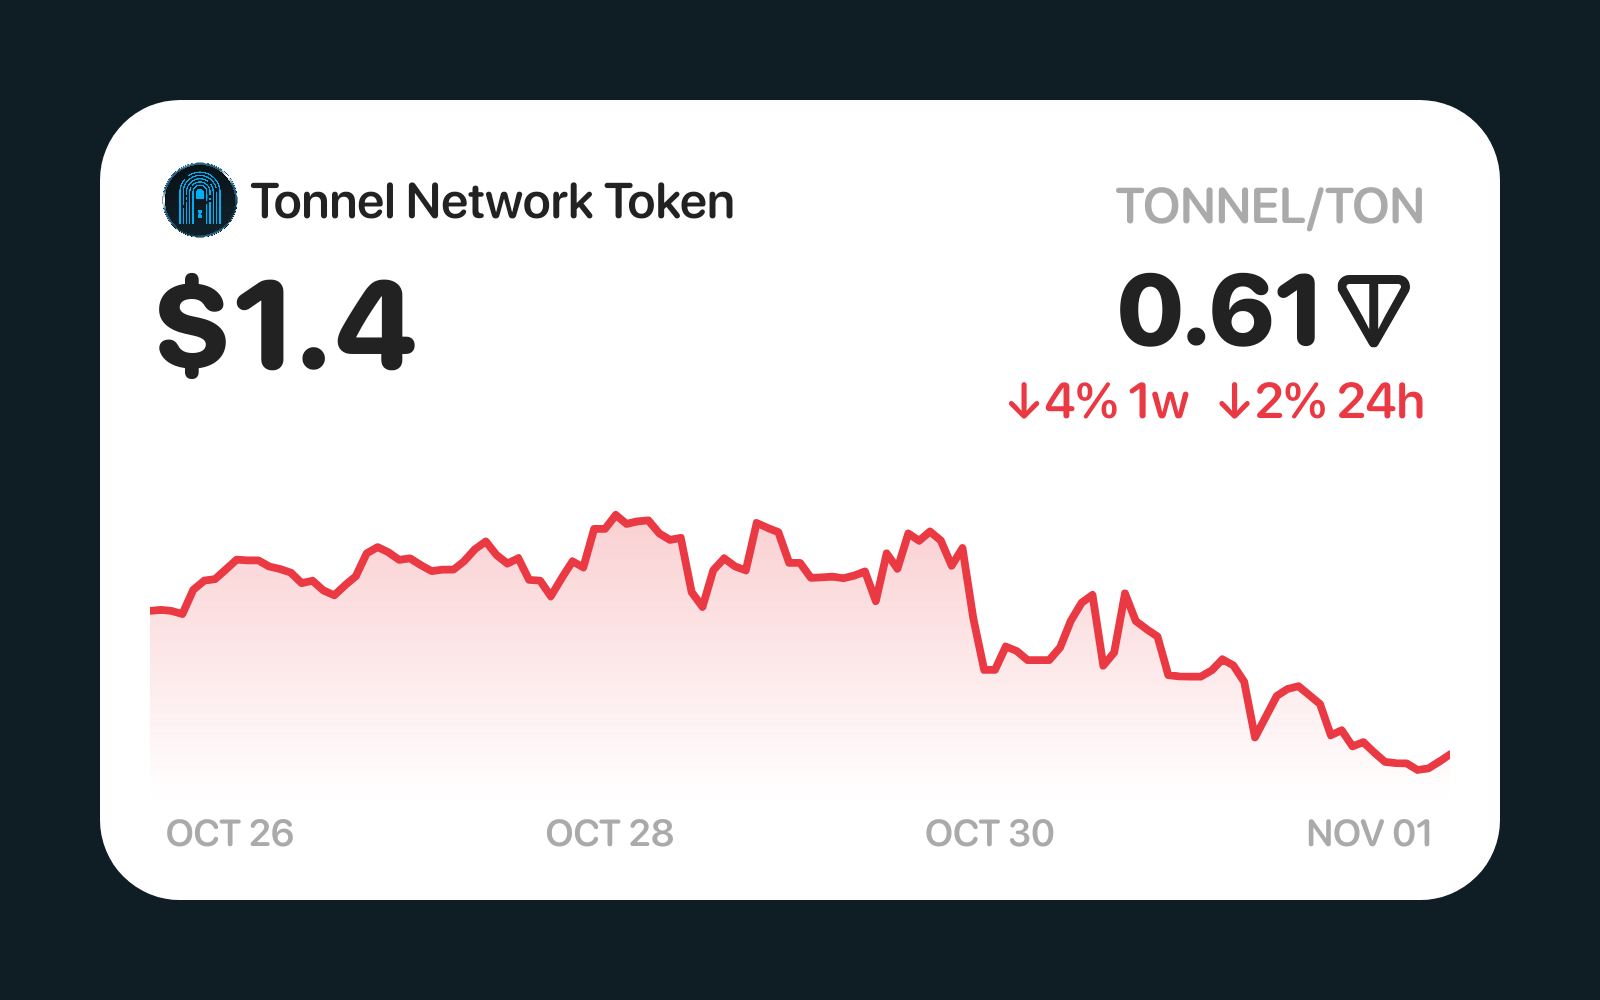 Tonnel Network Token
TONNEL/TON
$1.4
0.61
↓4% 1w ↓2% 24h
OCT 26 OCT 28 OCT 30 NOV 01